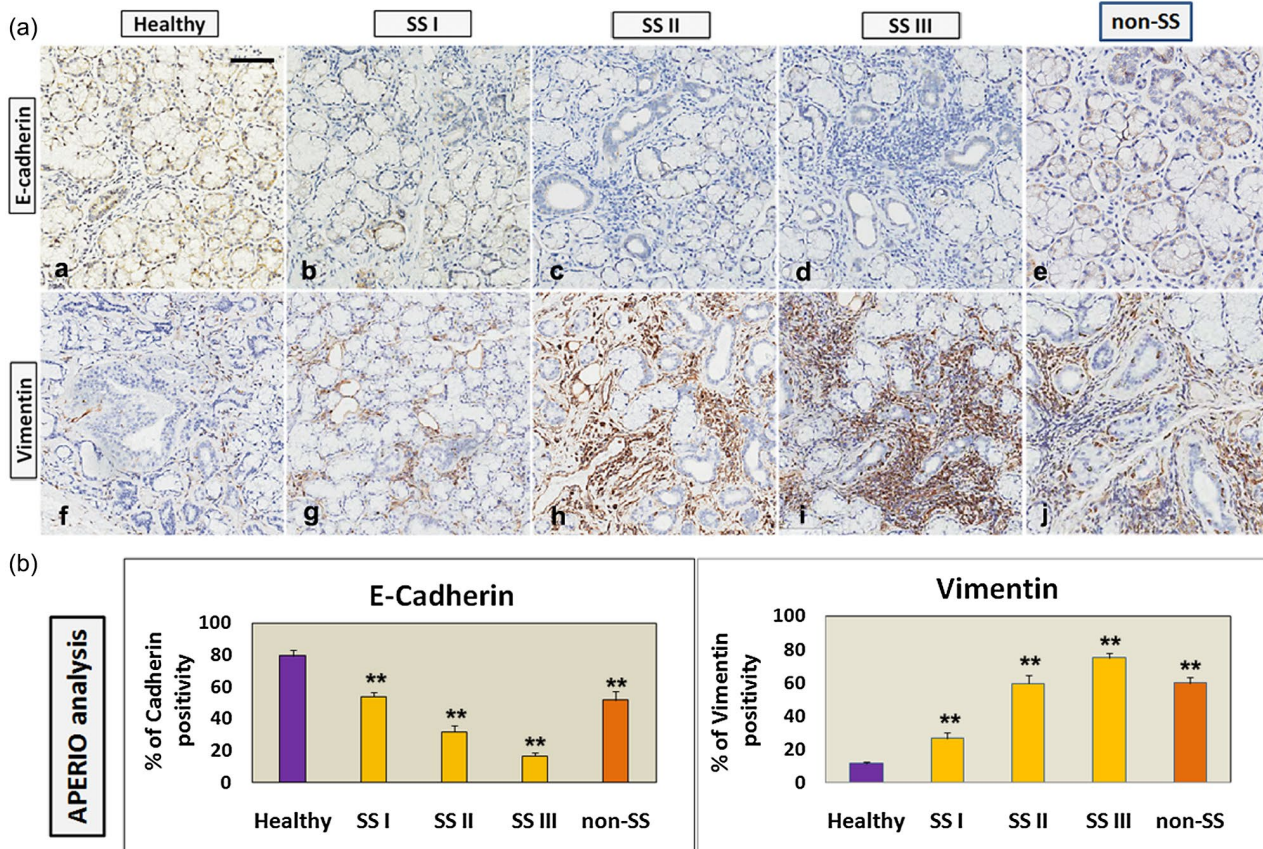 (a)
Healthy
SS I
SS II
SS III
non-SS
E-cadherin
a
b
c
d
e
Vimentin
f
g
h
i
j
(b)
APERIO analysis
E-Cadherin
% of Cadherin
positivity
100
80
60
40
20
0
**
**
**
**
Healthy
SS I
SS II
SS III
non-SS
Vimentin
% of Vimentin
positivity
100
80
60
40
20
0
**
**
**
**
Healthy
SS I
SS II
SS III
non-SS